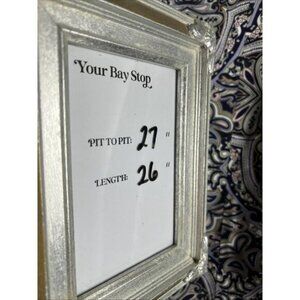 Your Bay Stop
PIT TO PIT: 27 "
LENGTH: 26 "